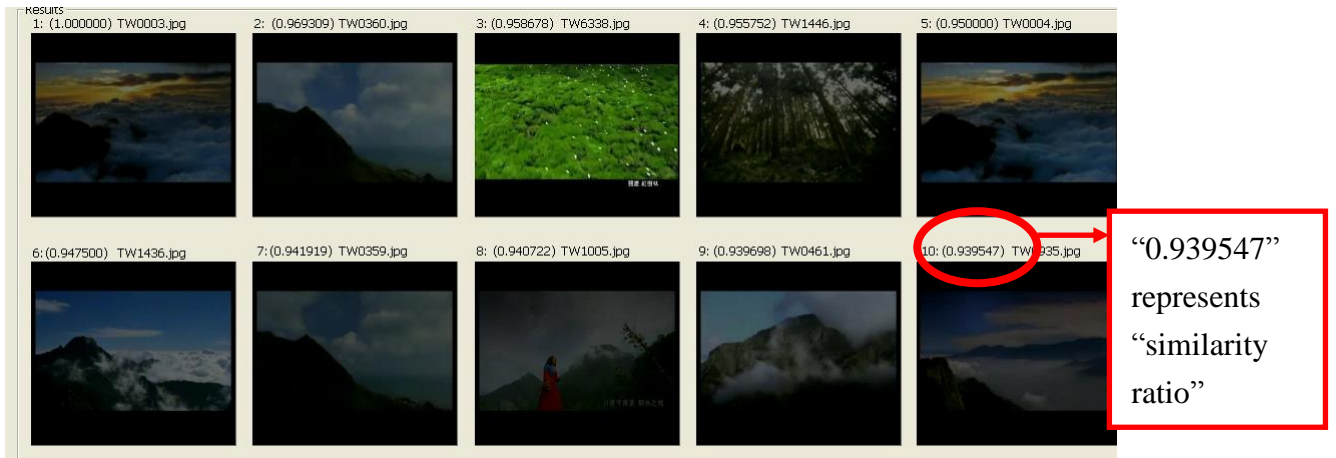 Results
1: (1.000000) TW0003.jpg
2: (0.969309) TW0360.jpg
3: (0.958678) TW6338.jpg
4: (0.955752) TW1446.jpg
5: (0.950000) TW0004.jpg
6: (0.947500) TW1436.jpg
7: (0.941919) TW0359.jpg
8: (0.940722) TW1005.jpg
9: (0.939698) TW0461.jpg
10: (0.939547) TW0935.jpg
“0.939547”
represents
“similarity
ratio”